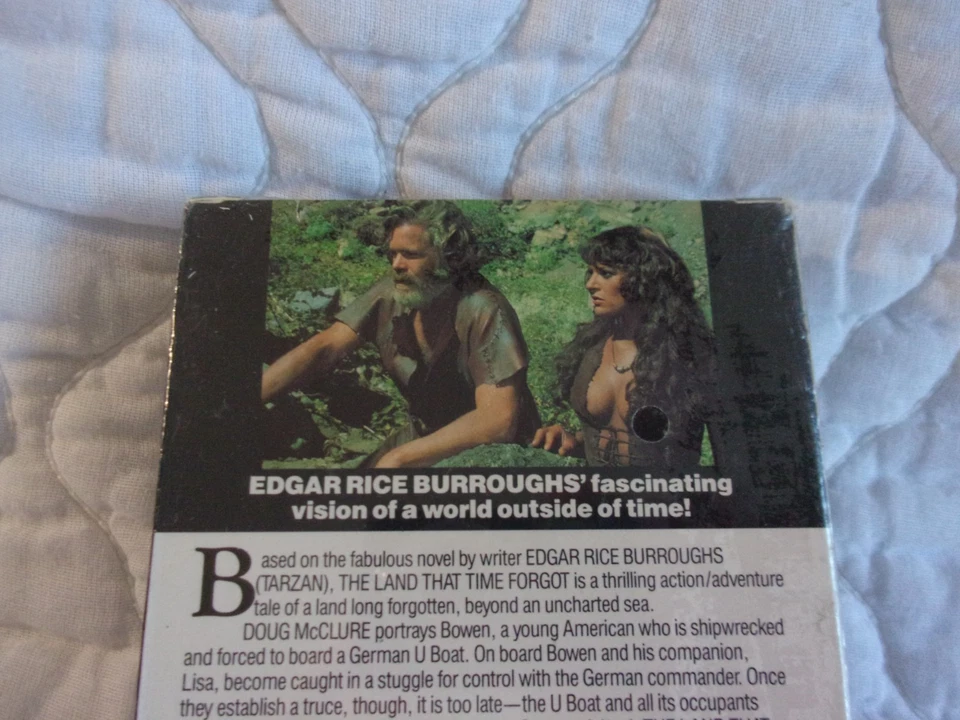 EDGAR RICE BURROUGHS' fascinating
vision of a world outside of time!
Based on the fabulous novel by writer EDGAR RICE BURROUGHS
(TARZAN), THE LAND THAT TIME FORGOT is a thrilling action/adventure
tale of a land long forgotten, beyond an uncharted sea.
DOUG McCLURE portrays Bowen, a young American who is shipwrecked
and forced to board a German U Boat. On board Bowen and his companion,
Lisa, become caught in a stuggle for control with the German commander. Once
they establish a truce, though, it is too late—the U Boat and all its occupants